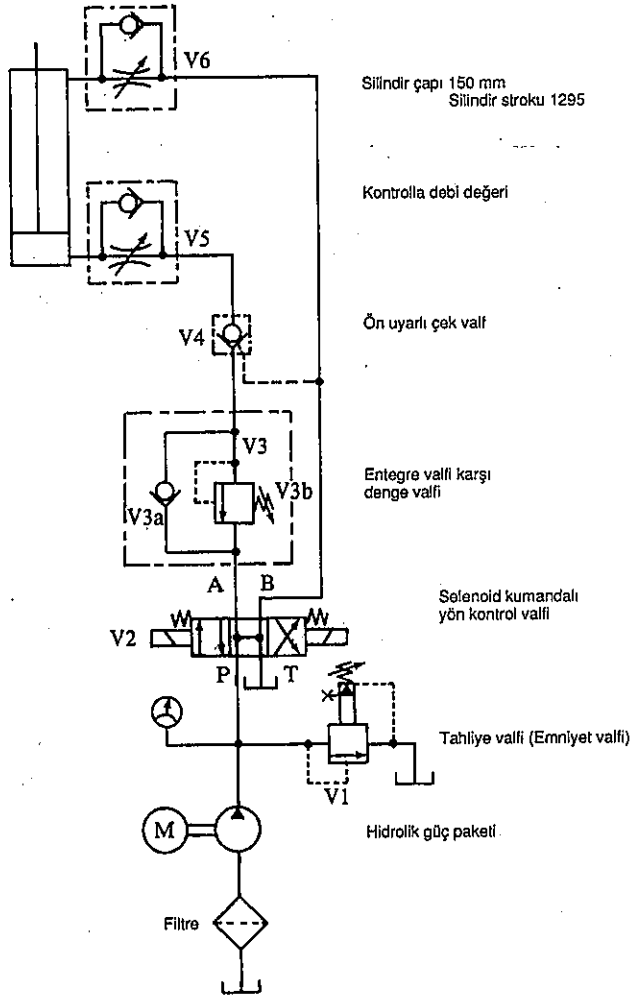 V6
Silindir çapı 150 mm
Silindir stroku 1295
Kontrolla debi değeri
V5
Ön uyarlı çek valf
V4
V3
Entegre valfi karşı
denge valfi
V3a
V3b
A B
Selenoid kumandalı
yön kontrol valfi
V2
P T
Tahliye valfi (Emniyet valfi)
V1
M
Hidrolik güç paketi
Filtre